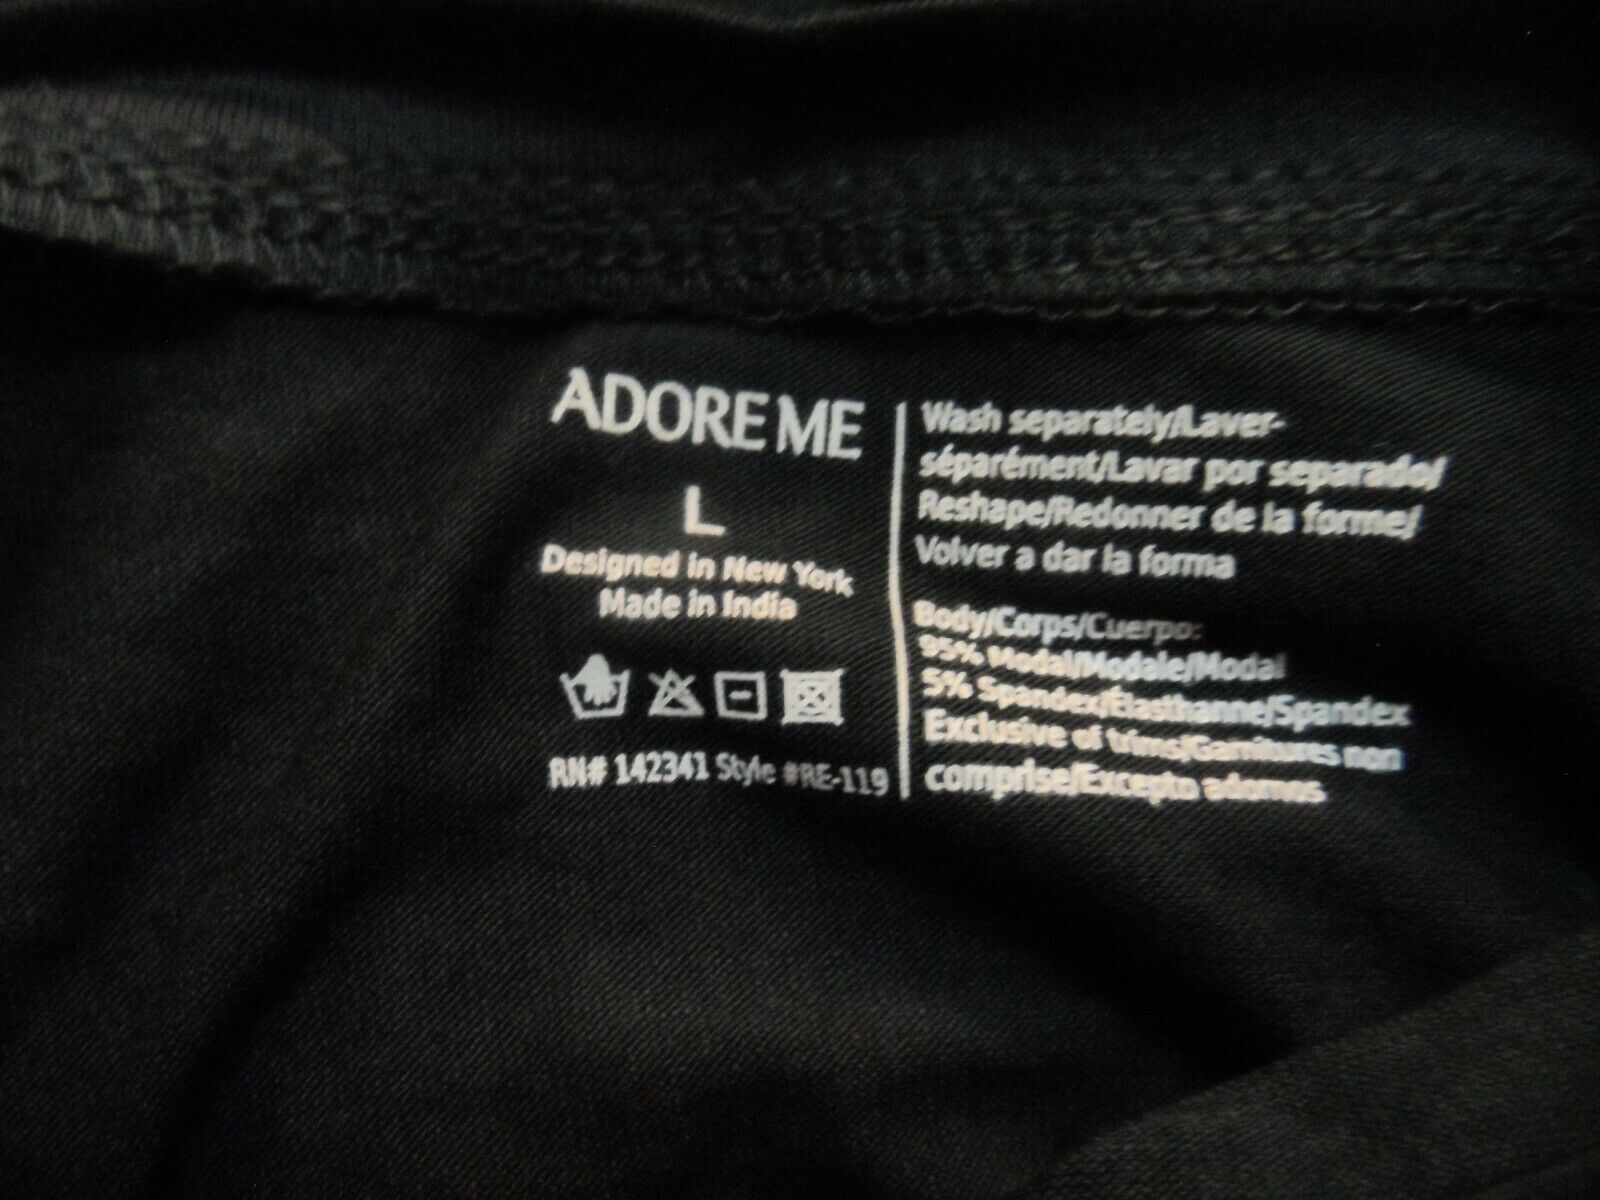 ADORE ME
L
Designed in New York
Made in India
RN# 142341 Style #RE-119
Wash separately/Laver-
séparément/Lavar por separado/
Reshape/Redonner de la forme/
Volver a dar la forma
Body/Corps/Cuerpo:
95% Modal/Modale/Modal
5% Spandex/Élasthanne/Spandex
Exclusive of trims/Garnitures non
comprise/Excepto adornos